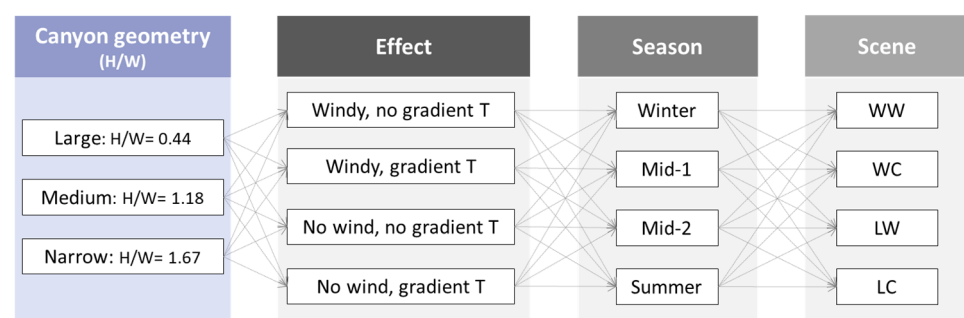 Canyon geometry
(H/W)
Effect
Season
Scene
Large: H/W= 0.44
Medium: H/W= 1.18
Narrow: H/W= 1.67
Windy, no gradient T
Windy, gradient T
No wind, no gradient T
No wind, gradient T
Winter
Mid-1
Mid-2
Summer
WW
WC
LW
LC